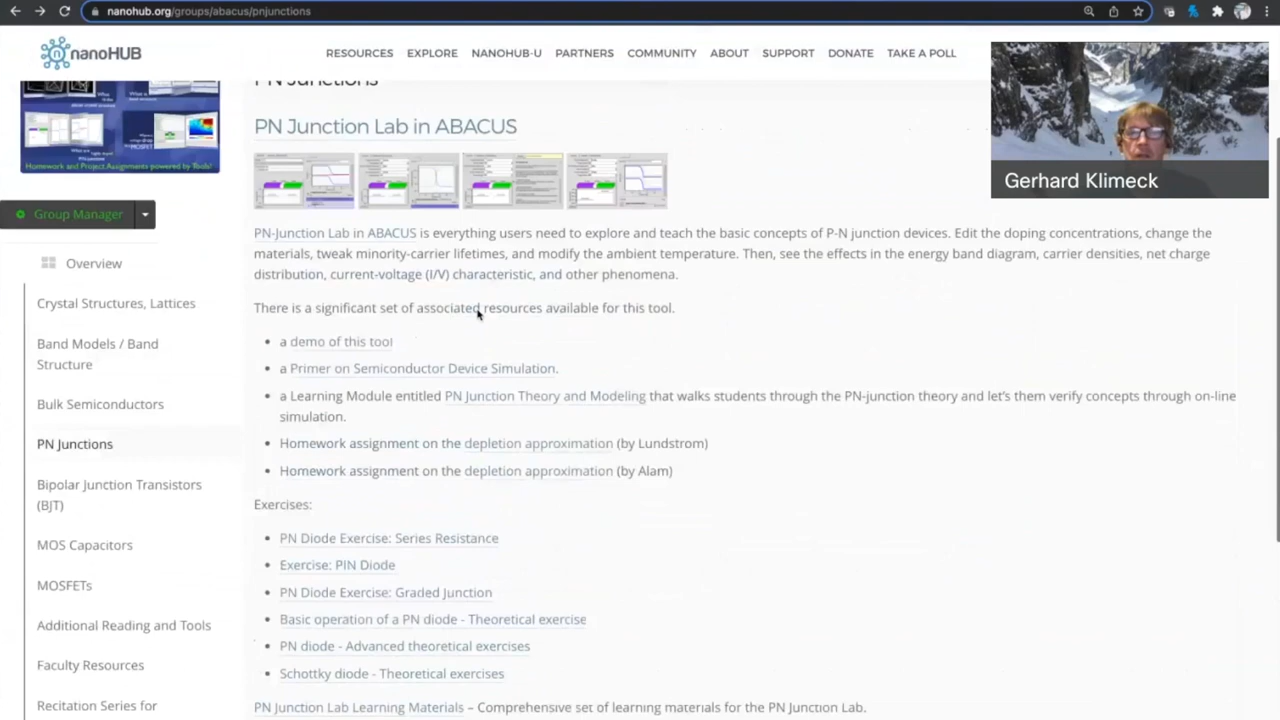 nanohub.org/groups/abacus/pnjunctions
nanoHUB
RESOURCES EXPLORE NANOHUB-U PARTNERS COMMUNITY ABOUT SUPPORT DONATE TAKE A POLL
Gerhard Klimeck
Homework and Project Assignments powered by Tools!
Group Manager
Overview
Crystal Structures, Lattices
Band Models / Band
Structure
Bulk Semiconductors
PN Junctions
Bipolar Junction Transistors
(BJT)
MOS Capacitors
MOSFETs
Additional Reading and Tools
Faculty Resources
Recitation Series for
PN Junctions
PN Junction Lab in ABACUS
PN-Junction Lab in ABACUS is everything users need to explore and teach the basic concepts of P-N junction devices. Edit the doping concentrations, change the
materials, tweak minority-carrier lifetimes, and modify the ambient temperature. Then, see the effects in the energy band diagram, carrier densities, net charge
distribution, current-voltage (I/V) characteristic, and other phenomena.
There is a significant set of associated resources available for this tool.
• a demo of this tool
• a Primer on Semiconductor Device Simulation.
• a Learning Module entitled PN Junction Theory and Modeling that walks students through the PN-junction theory and let's them verify concepts through on-line
simulation.
• Homework assignment on the depletion approximation (by Lundstrom)
• Homework assignment on the depletion approximation (by Alam)
Exercises:
• PN Diode Exercise: Series Resistance
• Exercise: PIN Diode
• PN Diode Exercise: Graded Junction
• Basic operation of a PN diode - Theoretical exercise
• PN diode - Advanced theoretical exercises
• Schottky diode - Theoretical exercises
PN Junction Lab Learning Materials – Comprehensive set of learning materials for the PN Junction Lab.